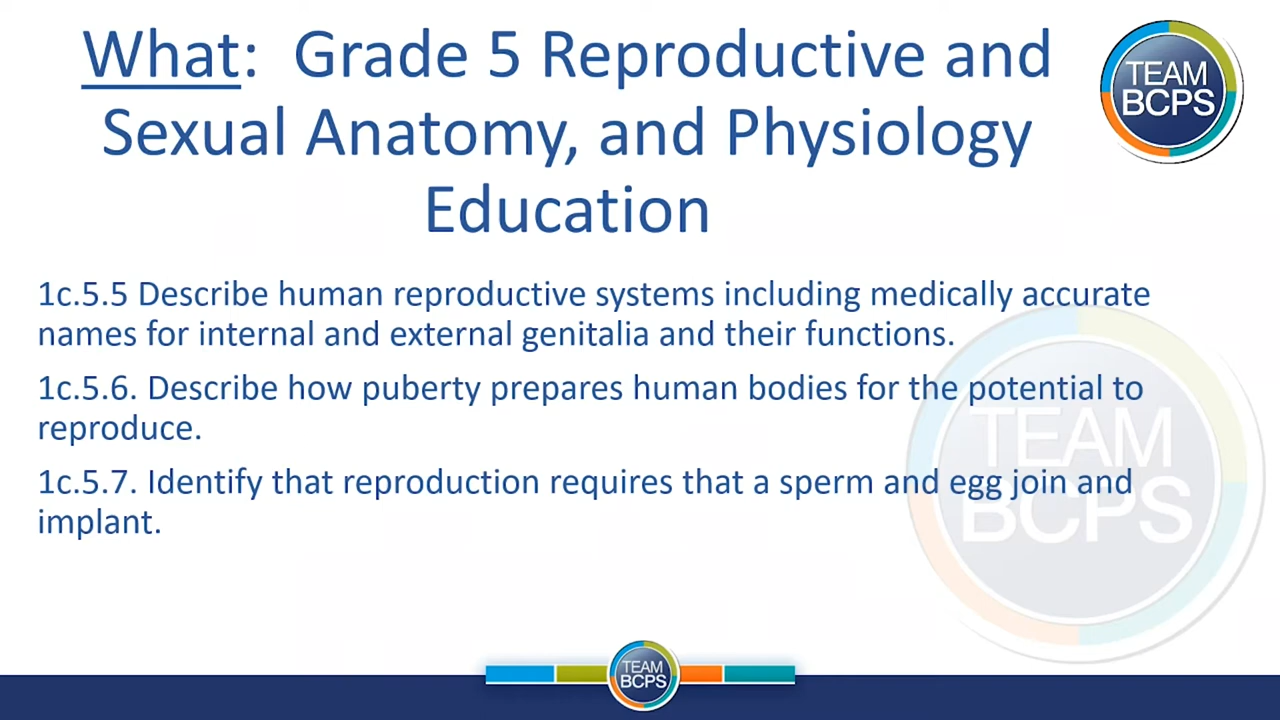 What: Grade 5 Reproductive and
Sexual Anatomy, and Physiology
Education
TEAM
BCPS
1c.5.5 Describe human reproductive systems including medically accurate
names for internal and external genitalia and their functions.
1c.5.6. Describe how puberty prepares human bodies for the potential to
reproduce.
1c.5.7. Identify that reproduction requires that a sperm and egg join and
implant.
TEAM
BCPS
TEAM
BCPS